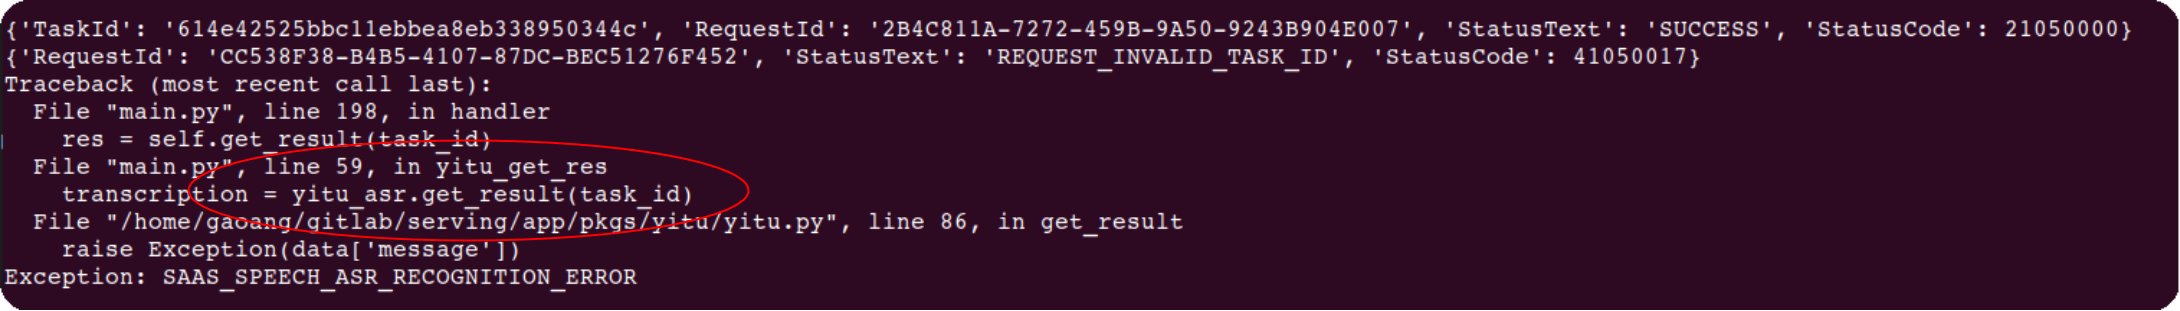 {'TaskId': '614e42525bbc11ebbea8eb338950344c', 'RequestId': '2B4C811A-7272-459B-9A50-9243B904E007', 'StatusText': 'SUCCESS', 'StatusCode': 21050000}
{'RequestId': 'CC538F38-B4B5-4107-87DC-BEC51276F452', 'StatusText': 'REQUEST_INVALID_TASK_ID', 'StatusCode': 41050017}
Traceback (most recent call last):
  File "main.py", line 198, in handler
    res = self.get_result(task_id)
  File "main.py", line 59, in yitu_get_res
    transcription = yitu_asr.get_result(task_id)
  File "/home/gaoang/gitlab/serving/app/pkgs/yitu/yitu.py", line 86, in get_result
    raise Exception(data['message'])
Exception: SAAS_SPEECH_ASR_RECOGNITION_ERROR